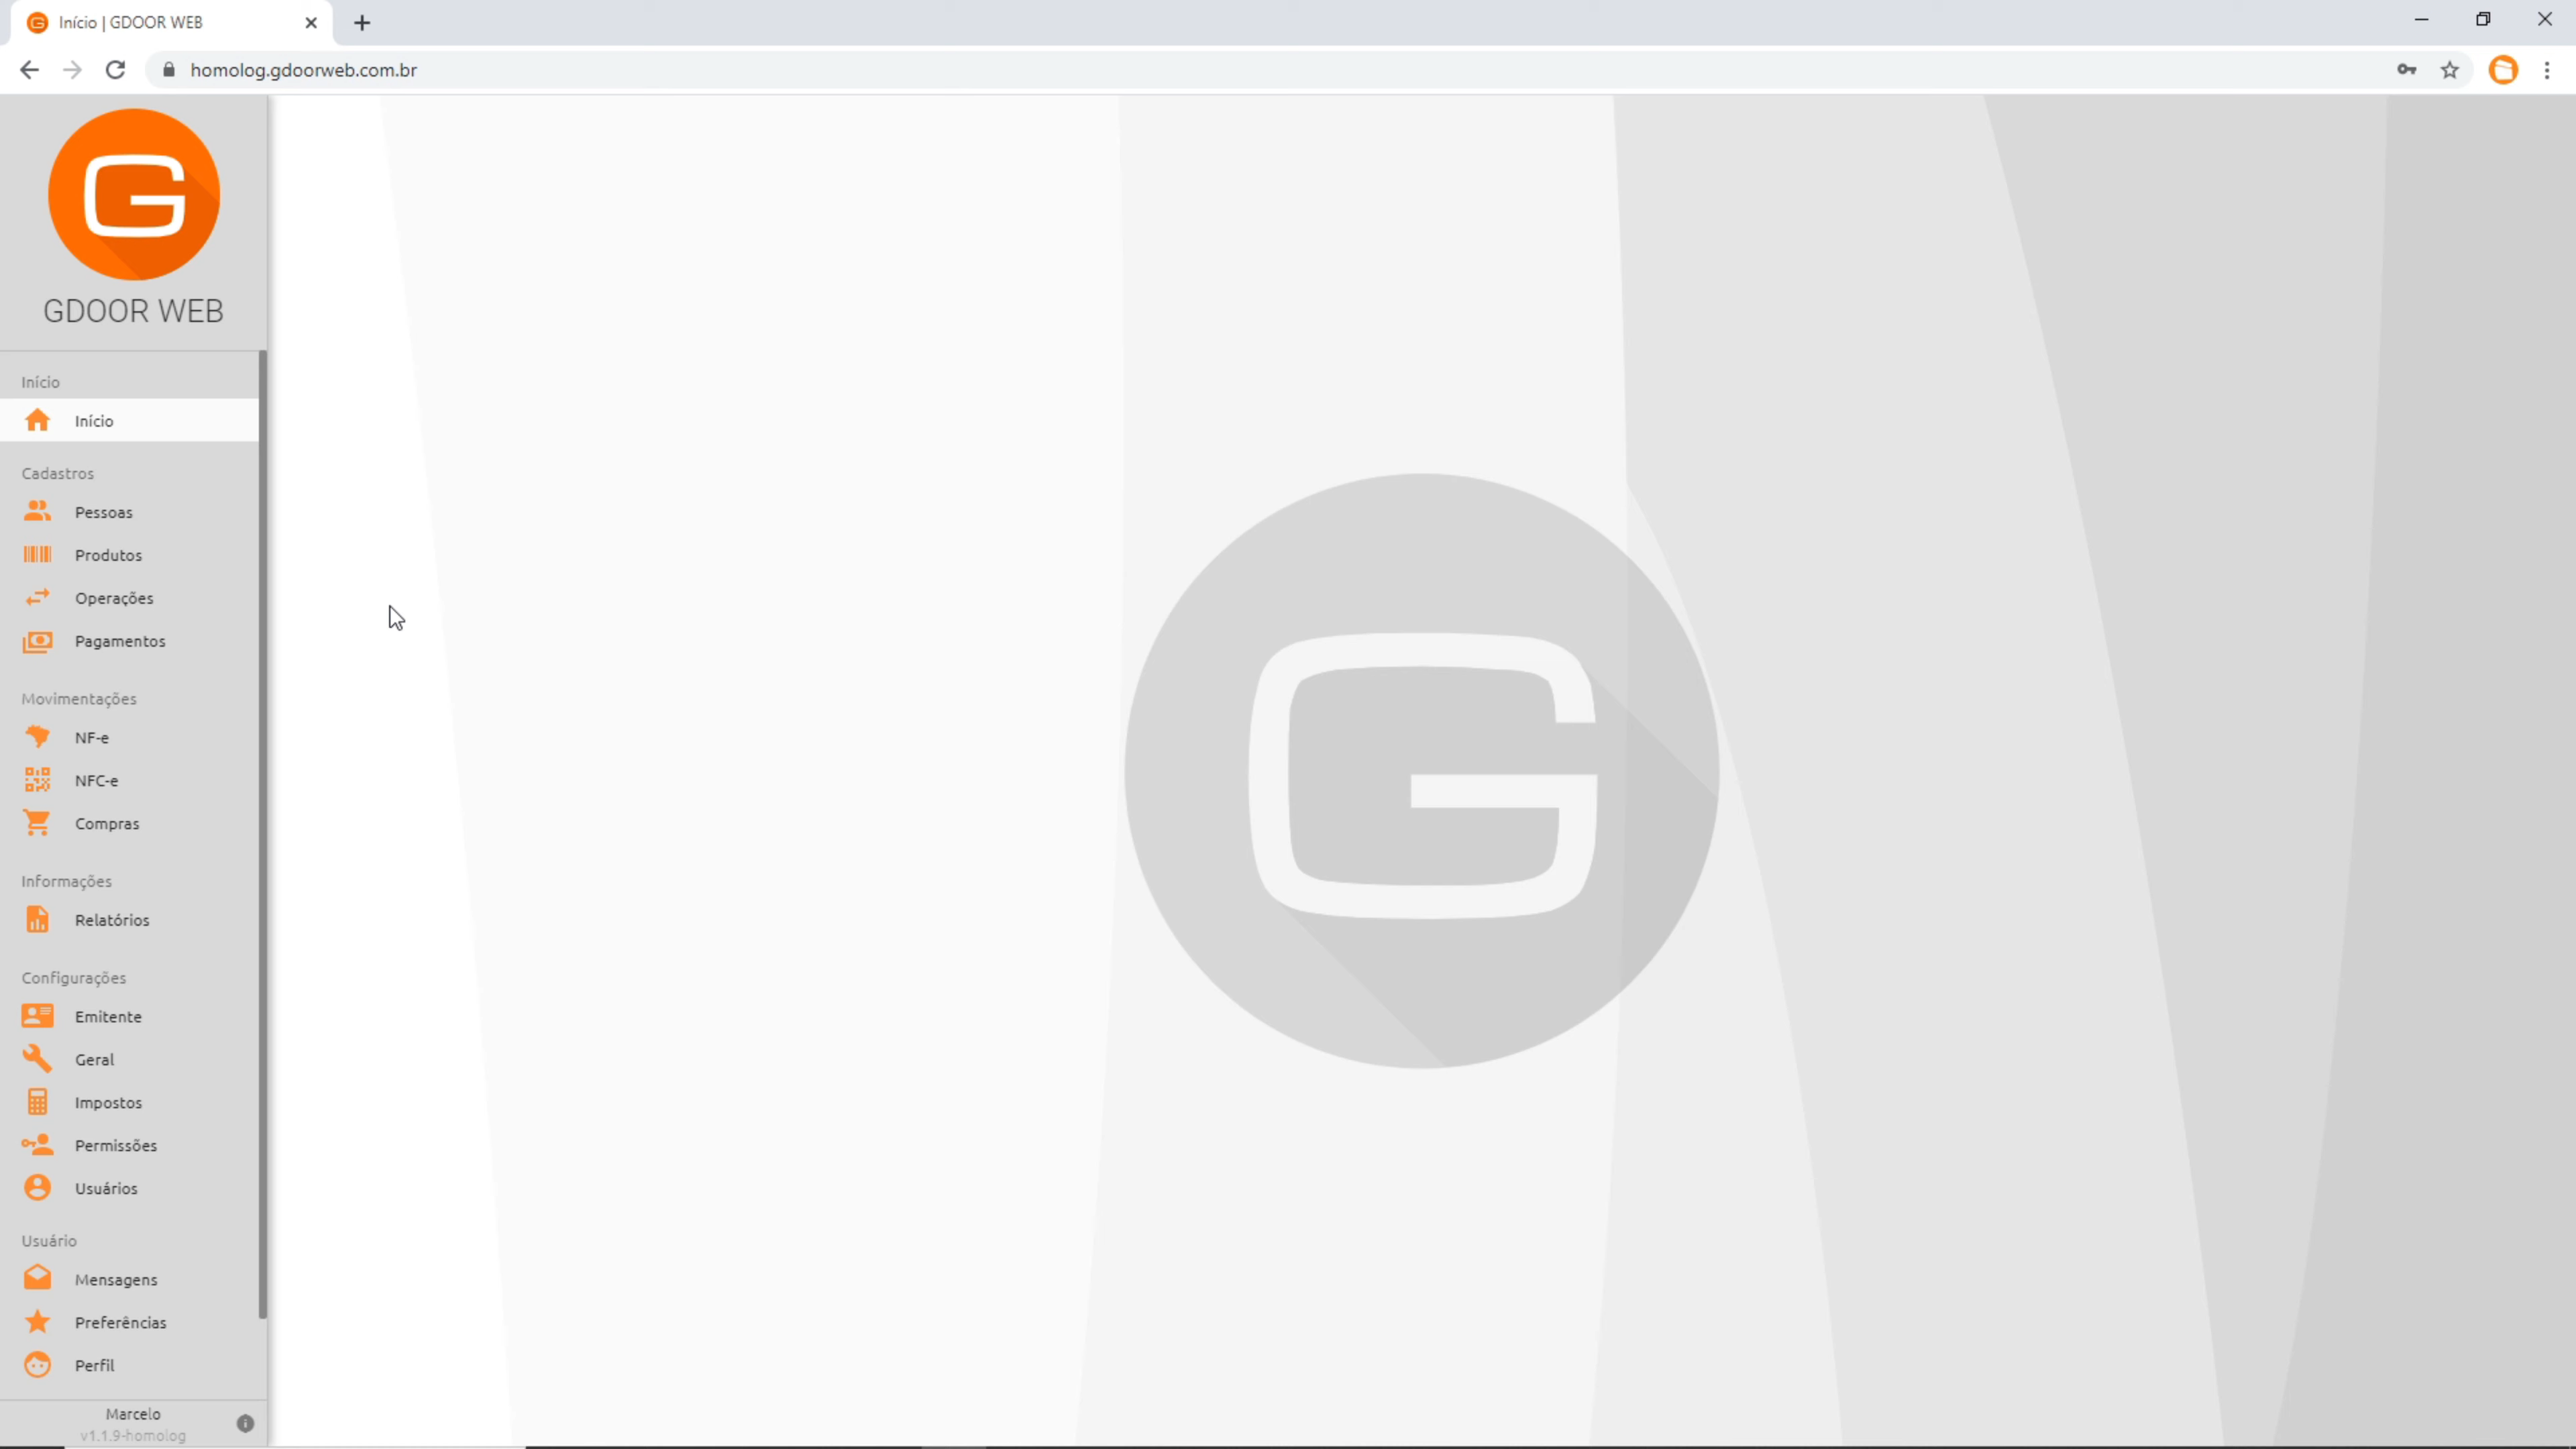 Início | GDOOR WEB
homolog.gdoorweb.com.br
GDOOR WEB
Início
Início
Cadastros
Pessoas
Produtos
Operações
Pagamentos
Movimentações
NF-e
NFC-e
Compras
Informações
Relatórios
Configurações
Emitente
Geral
Impostos
Permissões
Usuários
Usuário
Mensagens
Preferências
Perfil
Marcelo
v1.1.9-homolog